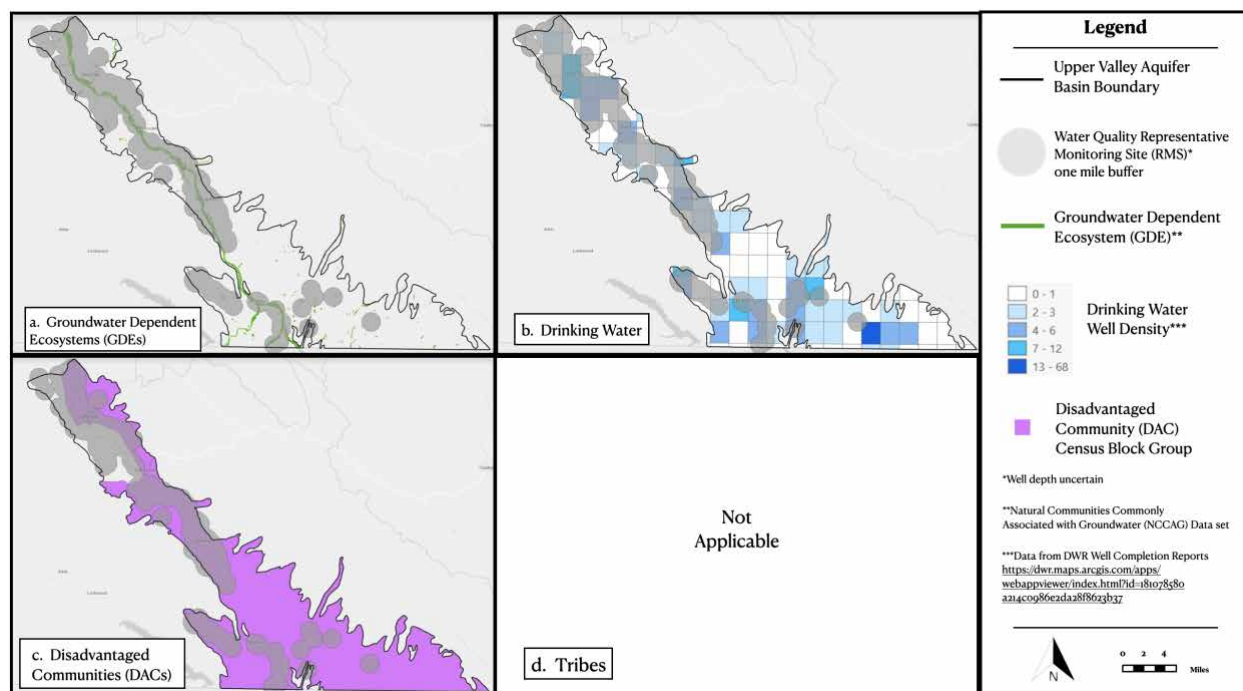 a. Groundwater Dependent
Ecosystems (GDEs)
b. Drinking Water
c. Disadvantaged
Communities (DACs)
Not
Applicable
d. Tribes
Legend
Upper Valley Aquifer
Basin Boundary
Water Quality Representative
Monitoring Site (RMS)*
one mile buffer
Groundwater Dependent
Ecosystem (GDE)**
0 - 1
2 - 3
4 - 6
7 - 12
13 - 68
Drinking Water
Well Density***
Disadvantaged
Community (DAC)
Census Block Group
*Well depth uncertain
**Natural Communities Commonly
Associated with Groundwater (NCCAG) Data set
***Data from DWR Well Completion Reports
https://dwr.maps.arcgis.com/apps/
webappviewer/index.html?id=181078580
a214c0986e2da28f8623b37
N
0 2 4
Miles